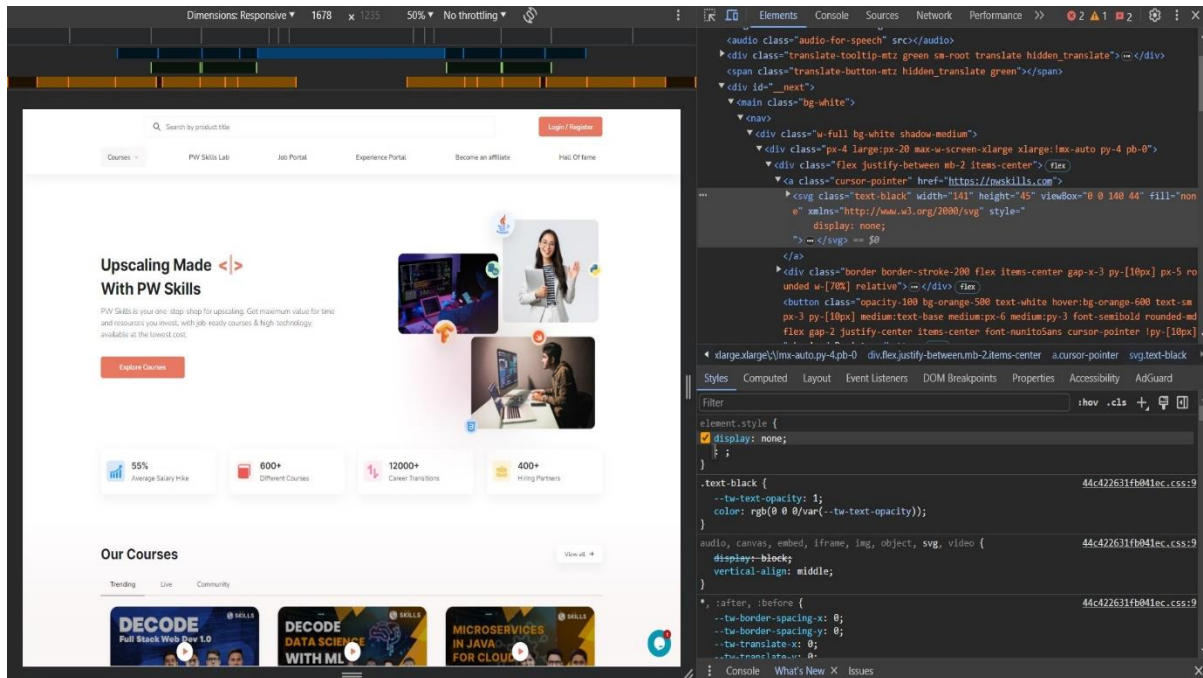 Dimensions: Responsive ▼ 1678 x 1235 50% ▼ No throttling ▼
Search by product title
Login / Register
Courses
PW Skills Lab
Job Portal
Experience Portal
Become an affiliate
Hall Of fame
Upscaling Made <|>
With PW Skills
PW Skills is your one-stop-shop for upscaling. Get maximum value for time
and resources you invest, with job-ready courses & high-technology,
available at the lowest cost.
Explore Courses
55%
Average Salary Hike
600+
Different Courses
12000+
Career Transitions
400+
Hiring Partners
Our Courses
View all →
Trending Live Community
SKILLS
DECODE
Full Stack Web Dev 1.0
SKILLS
DECODE
DATA SCIENCE
WITH ML
SKILLS
MICROSERVICES
IN JAVA
FOR CLOUD
Elements Console Sources Network Performance >> 2 1 2
<audio class="audio-for-speech" src></audio>
<div class="translate-tooltip-mtz green sm-root translate hidden_translate">…</div>
<span class="translate-button-mtz hidden_translate green"></span>
<div id="__next">
<main class="bg-white">
<nav>
<div class="w-full bg-white shadow-medium">
<div class="px-4 large:px-20 max-w-screen-xlarge xlarge:!mx-auto py-4 pb-0">
<div class="flex justify-between mb-2 items-center"> flex
<a class="cursor-pointer" href="https://pwskills.com">
<svg class="text-black" width="141" height="45" viewBox="0 0 140 44" fill="non
e" xmlns="http://www.w3.org/2000/svg" style="
display: none;
">…</svg> == $0
</a>
<div class="border border-stroke-200 flex items-center gap-x-3 py-[10px] px-5 ro
unded w-[70%] relative">…</div> flex
<button class="opacity-100 bg-orange-500 text-white hover:bg-orange-600 text-sm
px-3 py-[10px] medium:text-base medium:px-6 medium:py-3 font-semibold rounded-md
flex gap-2 justify-center items-center font-nunitoSans cursor-pointer !py-[10px]
xlarge.xlarge\:\!mx-auto.py-4.pb-0 div.flex.justify-between.mb-2.items-center a.cursor-pointer svg.text-black
Styles Computed Layout Event Listeners DOM Breakpoints Properties Accessibility AdGuard
Filter :hov .cls +
element.style {
display: none;
: ;
}
.text-black { 44c422631fb041ec.css:9
--tw-text-opacity: 1;
color: rgb(0 0 0/var(--tw-text-opacity));
}
audio, canvas, embed, iframe, img, object, svg, video { 44c422631fb041ec.css:9
display: block;
vertical-align: middle;
}
*, :after, :before { 44c422631fb041ec.css:9
--tw-border-spacing-x: 0;
--tw-border-spacing-y: 0;
--tw-translate-x: 0;
--tw-translate-y: 0;
Console What's New × Issues